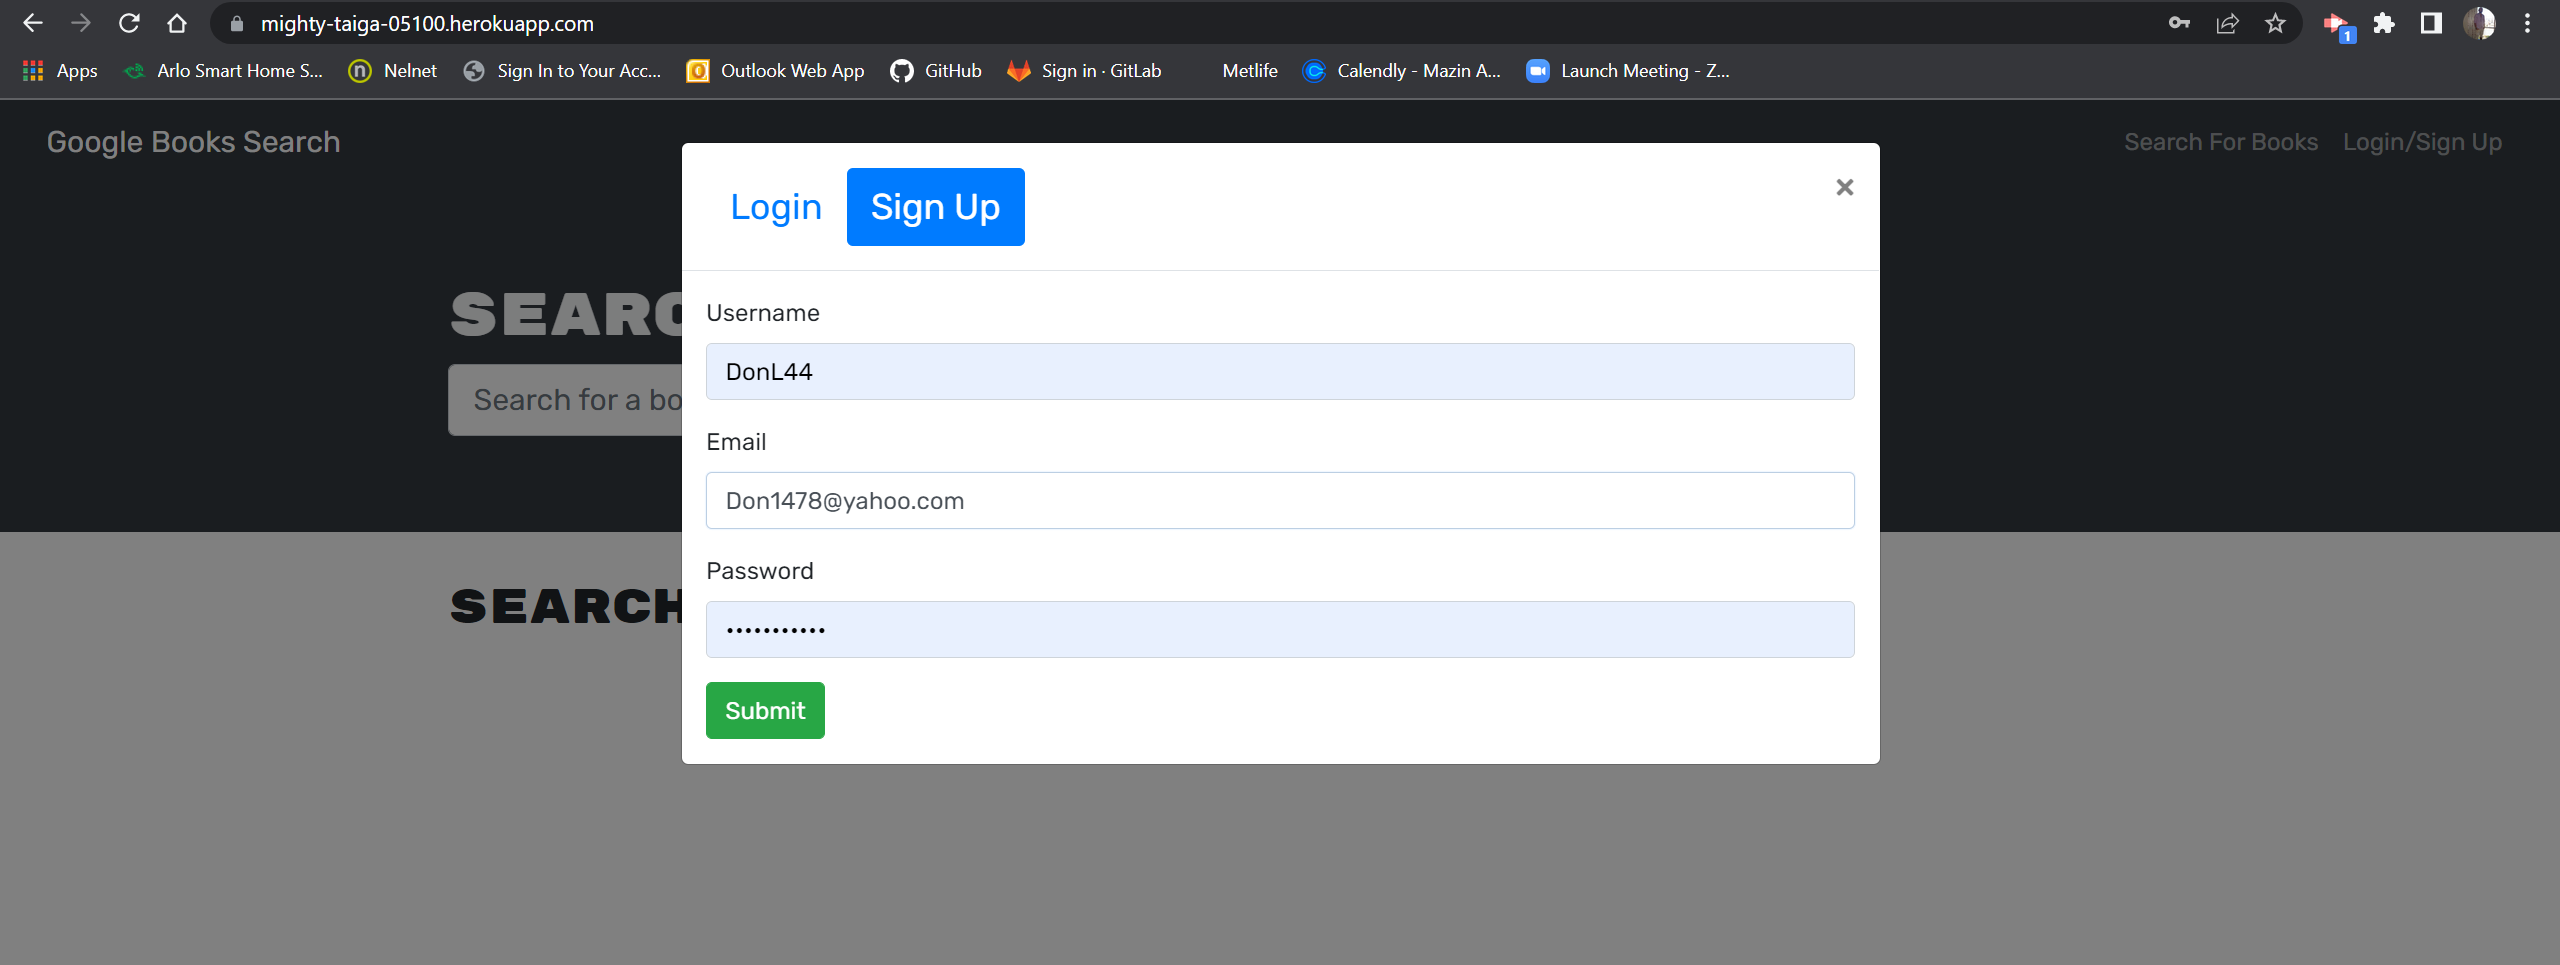 mighty-taiga-05100.herokuapp.com
1
Apps Arlo Smart Home S... Nelnet Sign In to Your Acc... Outlook Web App GitHub Sign in · GitLab Metlife Calendly - Mazin A... Launch Meeting - Z...
Google Books Search Search For Books Login/Sign Up
Login Sign Up ×
SEARC
Username
DonL44
Search for a bo
Email
Don1478@yahoo.com
Password
SEARCH
•••••••••••
Submit